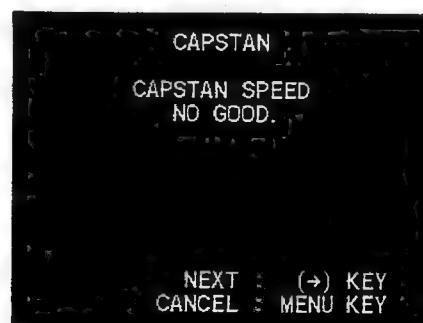 CAPSTAN
CAPSTAN SPEED
NO GOOD.
NEXT : (→) KEY
CANCEL : MENU KEY